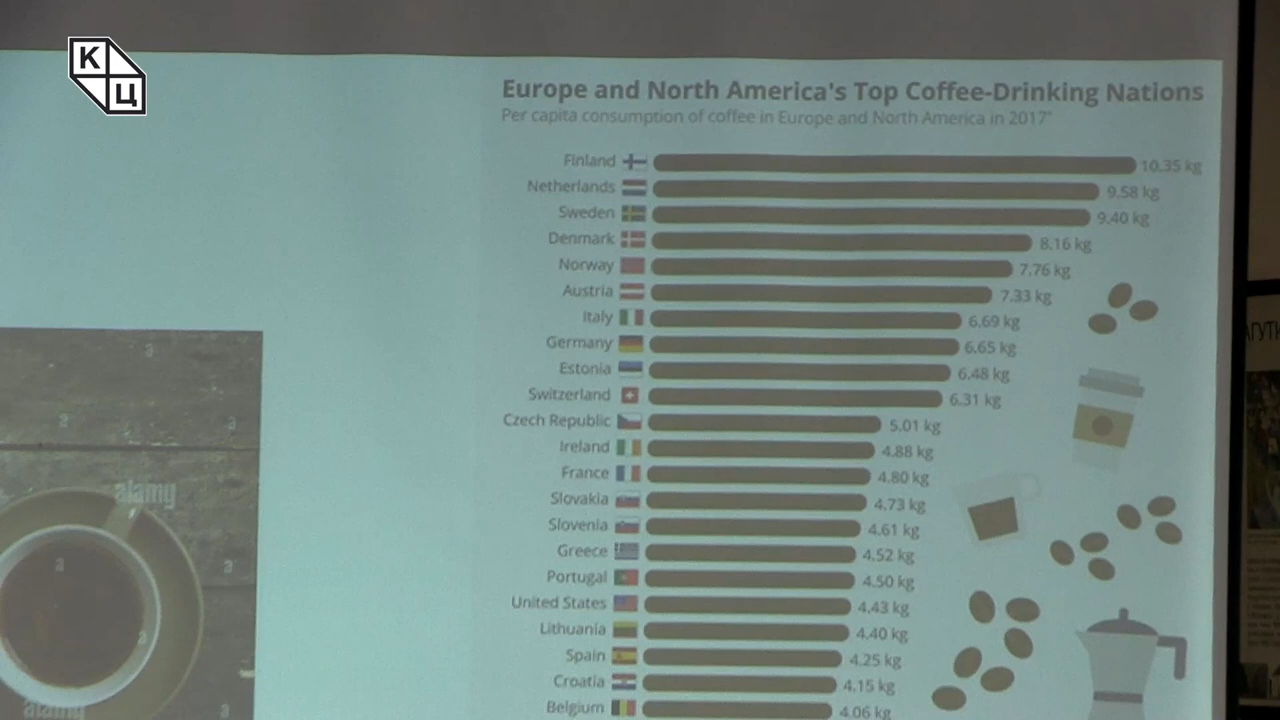 К
Ц
Europe and North America's Top Coffee-Drinking Nations
Per capita consumption of coffee in Europe and North America in 2017*
Finland 10.35 kg
Netherlands 9.58 kg
Sweden 9.40 kg
Denmark 8.16 kg
Norway 7.76 kg
Austria 7.33 kg
Italy 6.69 kg
Germany 6.65 kg
Estonia 6.48 kg
Switzerland 6.31 kg
Czech Republic 5.01 kg
Ireland 4.88 kg
France 4.80 kg
Slovakia 4.73 kg
Slovenia 4.61 kg
Greece 4.52 kg
Portugal 4.50 kg
United States 4.43 kg
Lithuania 4.40 kg
Spain 4.25 kg
Croatia 4.15 kg
Belgium 4.06 kg
alamy
alamy